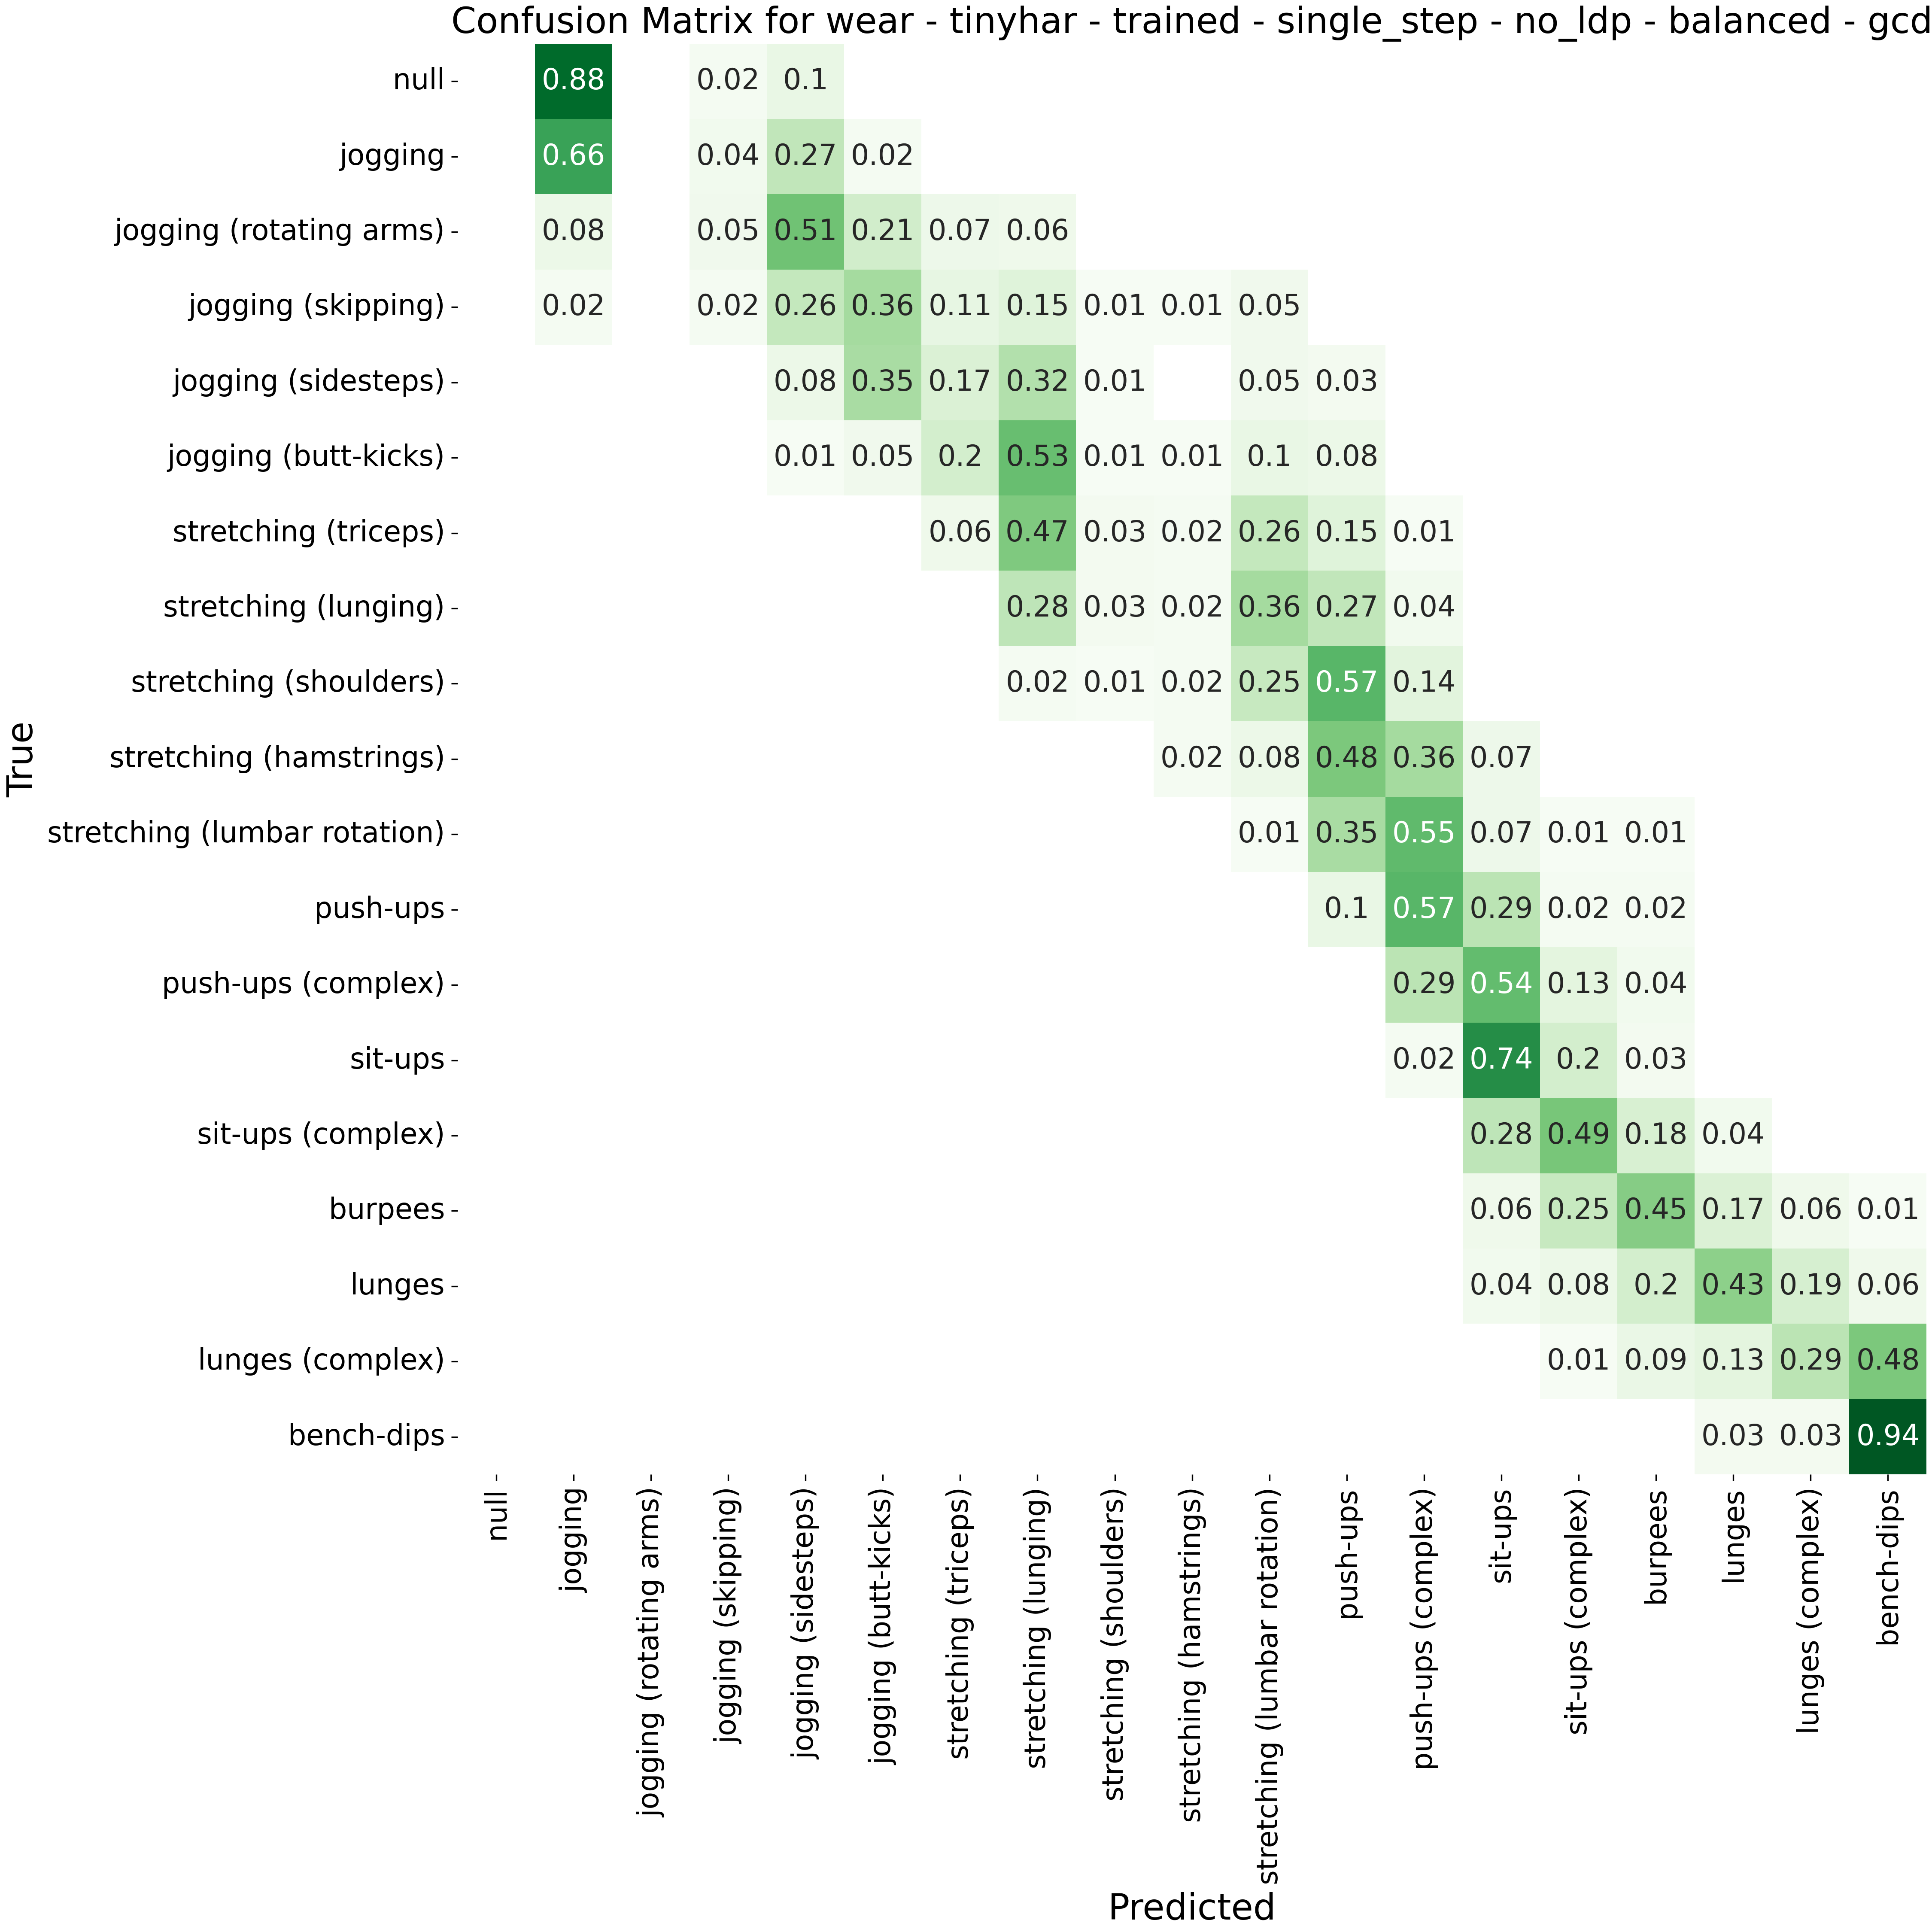 Confusion Matrix for wear - tinyhar - trained - single_step - no_ldp - balanced - gcd
null 0.88 0.02 0.1
jogging 0.66 0.04 0.27 0.02
jogging (rotating arms) 0.08 0.05 0.51 0.21 0.07 0.06
jogging (skipping) 0.02 0.02 0.26 0.36 0.11 0.15 0.01 0.01 0.05
jogging (sidesteps) 0.08 0.35 0.17 0.32 0.01 0.05 0.03
jogging (butt-kicks) 0.01 0.05 0.2 0.53 0.01 0.01 0.1 0.08
stretching (triceps) 0.06 0.47 0.03 0.02 0.26 0.15 0.01
stretching (lunging) 0.28 0.03 0.02 0.36 0.27 0.04
stretching (shoulders) 0.02 0.01 0.02 0.25 0.57 0.14
stretching (hamstrings) 0.02 0.08 0.48 0.36 0.07
stretching (lumbar rotation) 0.01 0.35 0.55 0.07 0.01 0.01
push-ups 0.1 0.57 0.29 0.02 0.02
push-ups (complex) 0.29 0.54 0.13 0.04
sit-ups 0.02 0.74 0.2 0.03
sit-ups (complex) 0.28 0.49 0.18 0.04
burpees 0.06 0.25 0.45 0.17 0.06 0.01
lunges 0.04 0.08 0.2 0.43 0.19 0.06
lunges (complex) 0.01 0.09 0.13 0.29 0.48
bench-dips 0.03 0.03 0.94
True
null
jogging
jogging (rotating arms)
jogging (skipping)
jogging (sidesteps)
jogging (butt-kicks)
stretching (triceps)
stretching (lunging)
stretching (shoulders)
stretching (hamstrings)
stretching (lumbar rotation)
push-ups
push-ups (complex)
sit-ups
sit-ups (complex)
burpees
lunges
lunges (complex)
bench-dips
Predicted